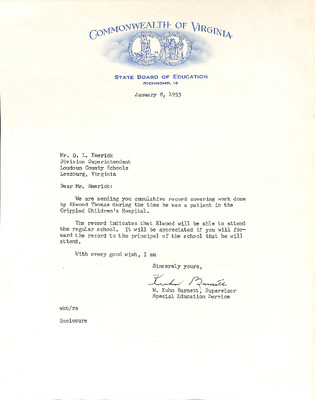 COMMONWEALTH OF VIRGINIA
STATE BOARD OF EDUCATION
RICHMOND, 16
January 8, 1953
Mr. O. L. Emerick
Division Superintendent
Loudoun County Schools
Leesburg, Virginia
Dear Mr. Emerick:
We are sending you cumulative record covering work done
by Elwood Thomas during the time he was a patient in the
Crippled Children's Hospital.
The record indicates that Elwood will be able to attend
the regular school. It will be appreciated if you will for-
ward the record to the principal of the school that he will
attend.
With every good wish, I am
Sincerely yours,
Kuhn Barnett
W. Kuhn Barnett, Supervisor
Special Education Service
wkb/rs
Enclosure